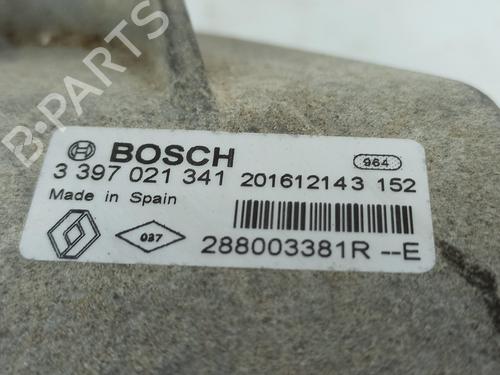 B-PARTS
BOSCH
964
3 397 021 341 201612143 152
Made in Spain
037
288003381R --E